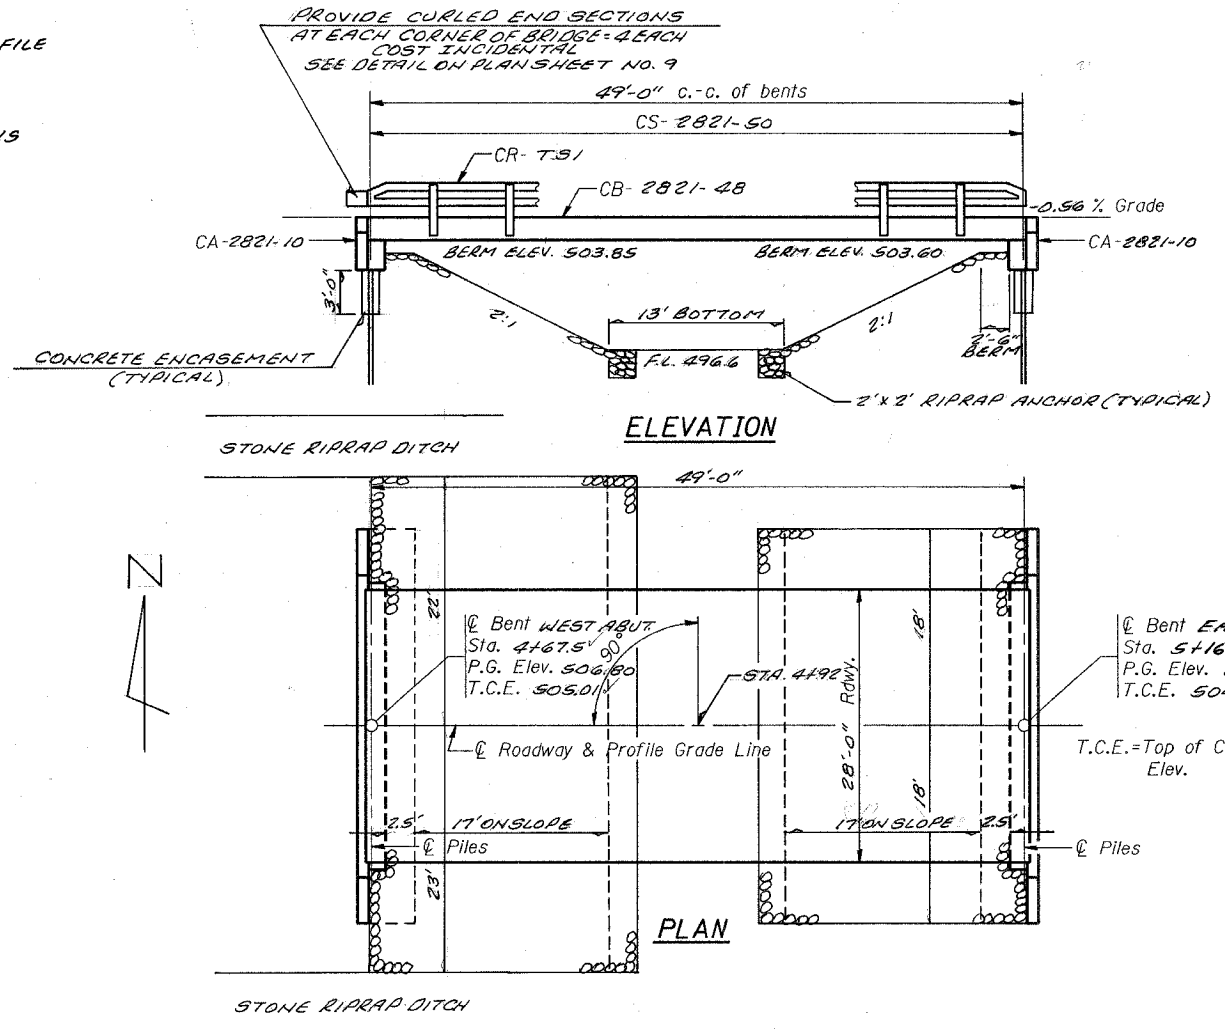 FILE
PROVIDE CURLED END SECTIONS
AT EACH CORNER OF BRIDGE=4 EACH
COST INCIDENTAL
SEE DETAIL ON PLAN SHEET NO. 9
49'-0" c.-c. of bents
CS-2821-50
CR-TS1
CB-2821-48
-0.56 % Grade
CA-2821-10
BERM ELEV. 503.85
BERM ELEV. 503.60
CA-2821-10
3'-0"
2:1
13' BOTTOM
2:1
2'-6"
BERM
CONCRETE ENCASEMENT
(TYPICAL)
F.L. 496.6
2'x2' RIPRAP ANCHOR (TYPICAL)
ELEVATION
STONE RIPRAP DITCH
49'-0"
N
22'
18'
℄ Bent WEST ABUT.
Sta. 4+67.5
P.G. Elev. 506.80
T.C.E. 505.01
90°
STA. 4+92
28'-0" Rdwy.
℄ Bent EA
Sta. 5+16
P.G. Elev.
T.C.E. 504
℄ Roadway & Profile Grade Line
T.C.E.=Top of C
Elev.
2.5'
17' ON SLOPE
18'
17' ON SLOPE
2.5'
℄ Piles
℄ Piles
23'
PLAN
STONE RIPRAP DITCH